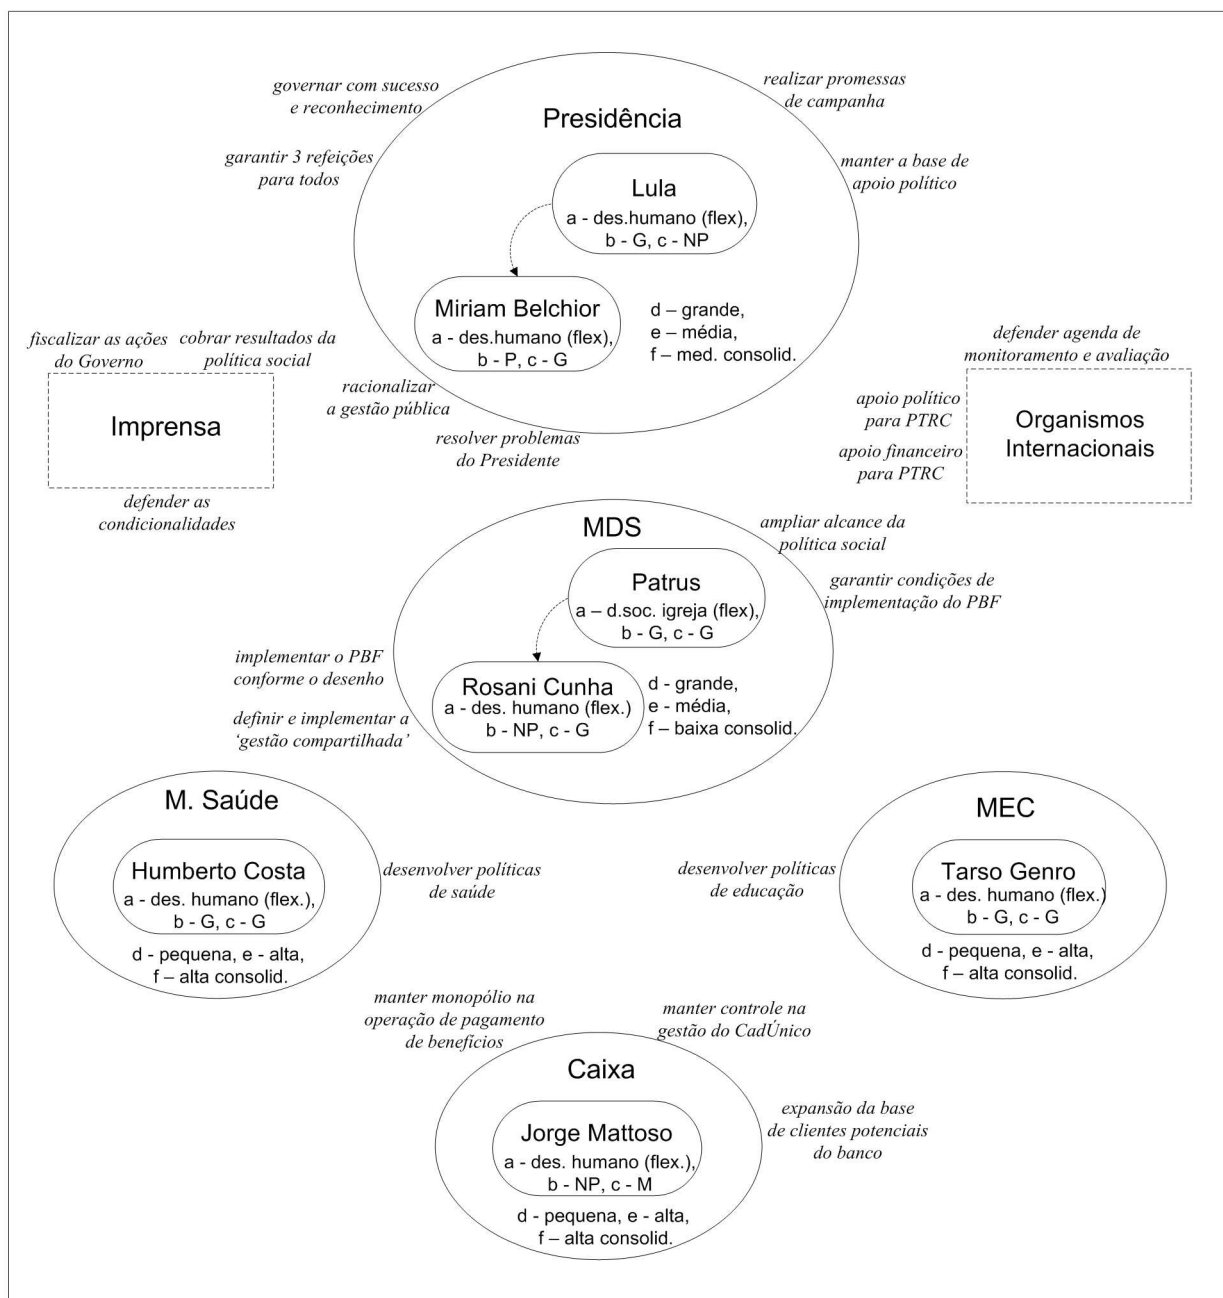 governar com sucesso
e reconhecimento
realizar promessas
de campanha
Presidência
garantir 3 refeições
para todos
manter a base de
apoio político
Lula
a - des.humano (flex),
b - G, c - NP
Miriam Belchior
a - des.humano (flex),
b - P, c - G
d – grande,
e – média,
f – med. consolid.
fiscalizar as ações
do Governo
cobrar resultados da
política social
Imprensa
defender as
condicionalidades
racionalizar
a gestão pública
resolver problemas
do Presidente
defender agenda de
monitoramento e avaliação
apoio político
para PTRC
apoio financeiro
para PTRC
Organismos
Internacionais
MDS
ampliar alcance da
política social
garantir condições de
implementação do PBF
Patrus
a – d.soc. igreja (flex),
b - G, c - G
implementar o PBF
conforme o desenho
definir e implementar a
‘gestão compartilhada’
Rosani Cunha
a - des. humano (flex.)
b - NP, c - G
d - grande,
e - média,
f – baixa consolid.
M. Saúde
Humberto Costa
a - des. humano (flex.),
b - G, c - G
d - pequena, e - alta,
f – alta consolid.
desenvolver políticas
de saúde
desenvolver políticas
de educação
MEC
Tarso Genro
a - des. humano (flex.)
b - G, c - G
d - pequena, e - alta,
f – alta consolid.
manter monopólio na
operação de pagamento
de benefícios
manter controle na
gestão do CadÚnico
Caixa
expansão da base
de clientes potenciais
do banco
Jorge Mattoso
a - des. humano (flex.),
b - NP, c - M
d - pequena, e - alta,
f – alta consolid.